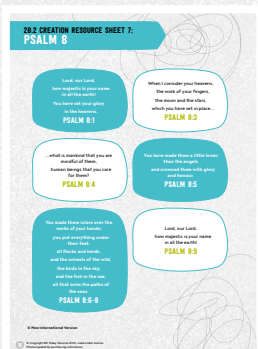 2B.2 CREATION RESOURCE SHEET 7:
PSALM 8
Lord, our Lord,
how majestic is your name
in all the earth!
You have set your glory
in the heavens.
PSALM 8:1
When I consider your heavens,
the work of your fingers,
the moon and the stars,
which you have set in place...
PSALM 8:3
...what is mankind that you are
mindful of them,
human beings that you care
for them?
PSALM 8:4
You have made them a little lower
than the angels
and crowned them with glory
and honour.
PSALM 8:5
You made them rulers over the
works of your hands;
you put everything under
their feet:
all flocks and herds,
and the animals of the wild,
the birds in the sky,
and the fish in the sea,
all that swim the paths of
the seas.
PSALM 8:6-8
Lord, our Lord,
how majestic is your name
in all the earth!
PSALM 8:9
© New International Version